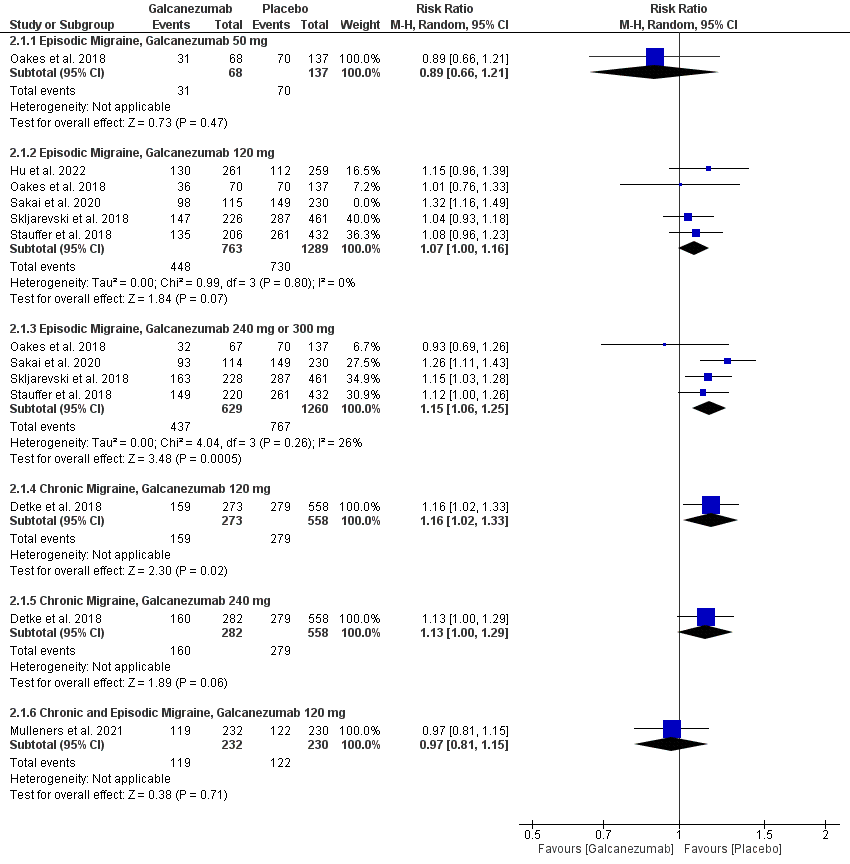 Galcanezumab Placebo Risk Ratio Risk Ratio
Study or Subgroup Events Total Events Total Weight M-H, Random, 95% CI M-H, Random, 95% CI
2.1.1 Episodic Migraine, Galcanezumab 50 mg
Oakes et al. 2018 31 68 70 137 100.0% 0.89 [0.66, 1.21]
Subtotal (95% CI) 68 137 100.0% 0.89 [0.66, 1.21]
Total events 31 70
Heterogeneity: Not applicable
Test for overall effect: Z = 0.73 (P = 0.47)
2.1.2 Episodic Migraine, Galcanezumab 120 mg
Hu et al. 2022 130 261 112 259 16.5% 1.15 [0.96, 1.39]
Oakes et al. 2018 36 70 70 137 7.2% 1.01 [0.76, 1.33]
Sakai et al. 2020 98 115 149 230 0.0% 1.32 [1.16, 1.49]
Skljarevski et al. 2018 147 226 287 461 40.0% 1.04 [0.93, 1.18]
Stauffer et al. 2018 135 206 261 432 36.3% 1.08 [0.96, 1.23]
Subtotal (95% CI) 763 1289 100.0% 1.07 [1.00, 1.16]
Total events 448 730
Heterogeneity: Tau² = 0.00; Chi² = 0.99, df = 3 (P = 0.80); I² = 0%
Test for overall effect: Z = 1.84 (P = 0.07)
2.1.3 Episodic Migraine, Galcanezumab 240 mg or 300 mg
Oakes et al. 2018 32 67 70 137 6.7% 0.93 [0.69, 1.26]
Sakai et al. 2020 93 114 149 230 27.5% 1.26 [1.11, 1.43]
Skljarevski et al. 2018 163 228 287 461 34.9% 1.15 [1.03, 1.28]
Stauffer et al. 2018 149 220 261 432 30.9% 1.12 [1.00, 1.26]
Subtotal (95% CI) 629 1260 100.0% 1.15 [1.06, 1.25]
Total events 437 767
Heterogeneity: Tau² = 0.00; Chi² = 4.04, df = 3 (P = 0.26); I² = 26%
Test for overall effect: Z = 3.48 (P = 0.0005)
2.1.4 Chronic Migraine, Galcanezumab 120 mg
Detke et al. 2018 159 273 279 558 100.0% 1.16 [1.02, 1.33]
Subtotal (95% CI) 273 558 100.0% 1.16 [1.02, 1.33]
Total events 159 279
Heterogeneity: Not applicable
Test for overall effect: Z = 2.30 (P = 0.02)
2.1.5 Chronic Migraine, Galcanezumab 240 mg
Detke et al. 2018 160 282 279 558 100.0% 1.13 [1.00, 1.29]
Subtotal (95% CI) 282 558 100.0% 1.13 [1.00, 1.29]
Total events 160 279
Heterogeneity: Not applicable
Test for overall effect: Z = 1.89 (P = 0.06)
2.1.6 Chronic and Episodic Migraine, Galcanezumab 120 mg
Mulleners et al. 2021 119 232 122 230 100.0% 0.97 [0.81, 1.15]
Subtotal (95% CI) 232 230 100.0% 0.97 [0.81, 1.15]
Total events 119 122
Heterogeneity: Not applicable
Test for overall effect: Z = 0.38 (P = 0.71)
0.5 0.7 1 1.5 2
Favours [Galcanezumab] Favours [Placebo]